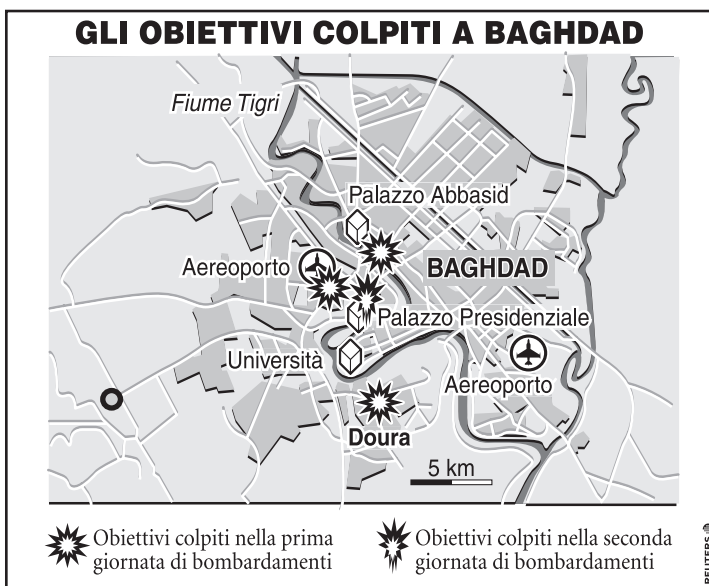 GLI OBIETTIVI COLPITI A BAGHDAD
Fiume Tigri
Palazzo Abbasid
Aereoporto
BAGHDAD
Palazzo Presidenziale
Università
Aereoporto
Doura
5 km
Obiettivi colpiti nella prima
giornata di bombardamenti
Obiettivi colpiti nella seconda
giornata di bombardamenti
REUTERS